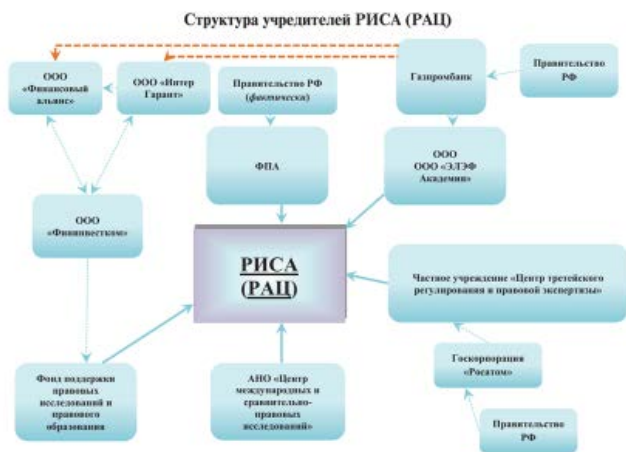 Структура учредителей РИСА (РАЦ)
ООО
«Финансовый
альянс»
ООО «Интер
Гарант»
Правительство РФ
(фактически)
Газпромбанк
Правительство
РФ
ФПА
ООО
ООО «ЭЛЭФ
Академии»
ООО
«Фининвестком»
РИСА
(РАЦ)
Частное учреждение «Центр третейского
регулирования и правовой экспертизы»
Госкорпорация
«Росатом»
Фонд поддержки
правовых
исследований и
правового
образования
АНО «Центр
международных и
сравнительно-
правовых
исследований»
Правительство
РФ